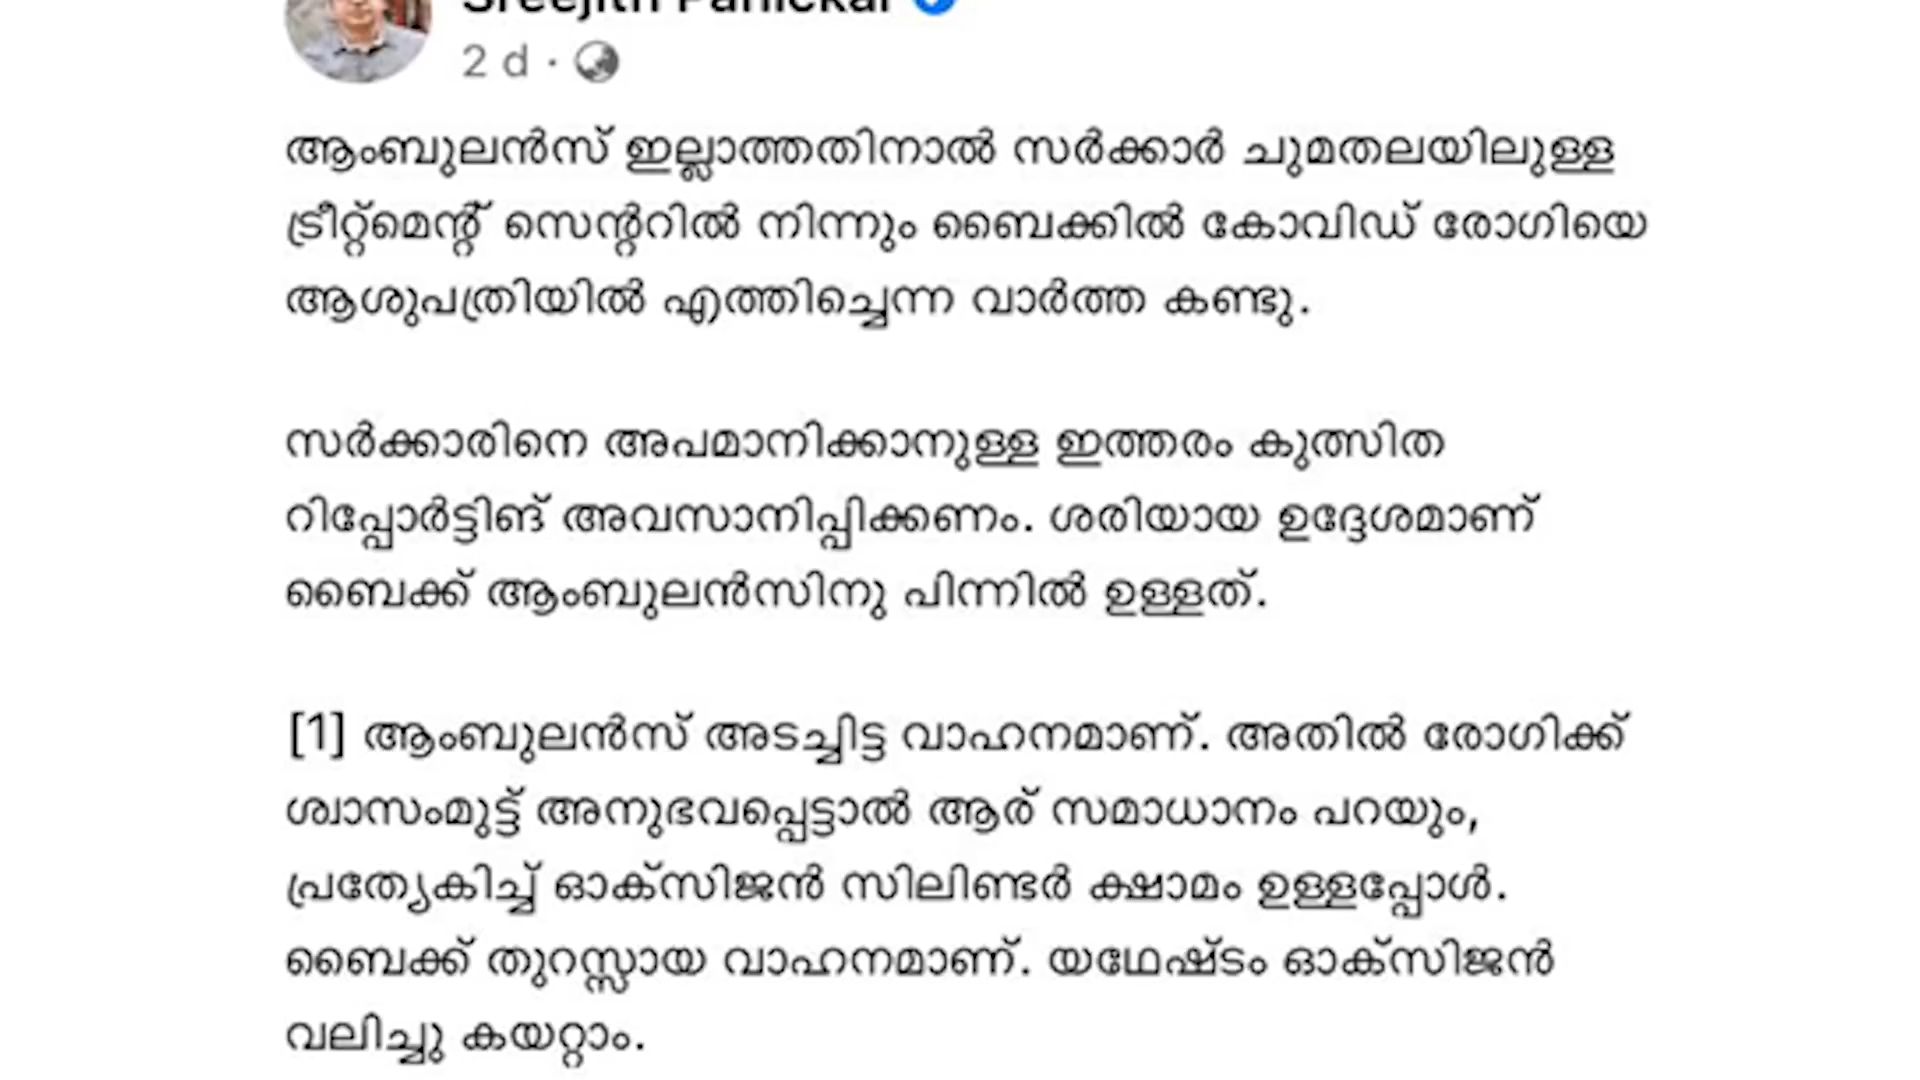 Sreejith Panickar
2 d ·
ആംബുലൻസ് ഇല്ലാത്തതിനാൽ സർക്കാർ ചുമതലയിലുള്ള
ട്രീറ്റ്മെന്റ് സെന്ററിൽ നിന്നും ബൈക്കിൽ കോവിഡ് രോഗിയെ
ആശുപത്രിയിൽ എത്തിച്ചെന്ന വാർത്ത കണ്ടു.
സർക്കാരിനെ അപമാനിക്കാനുള്ള ഇത്തരം കുത്സിത
റിപ്പോർട്ടിങ് അവസാനിപ്പിക്കണം. ശരിയായ ഉദ്ദേശമാണ്
ബൈക്ക് ആംബുലൻസിനു പിന്നിൽ ഉള്ളത്.
[1] ആംബുലൻസ് അടച്ചിട്ട വാഹനമാണ്. അതിൽ രോഗിക്ക്
ശ്വാസംമുട്ട് അനുഭവപ്പെട്ടാൽ ആര് സമാധാനം പറയും,
പ്രത്യേകിച്ച് ഓക്സിജൻ സിലിണ്ടർ ക്ഷാമം ഉള്ളപ്പോൾ.
ബൈക്ക് തുറസ്സായ വാഹനമാണ്. യഥേഷ്ടം ഓക്സിജൻ
വലിച്ചു കയറ്റാം.